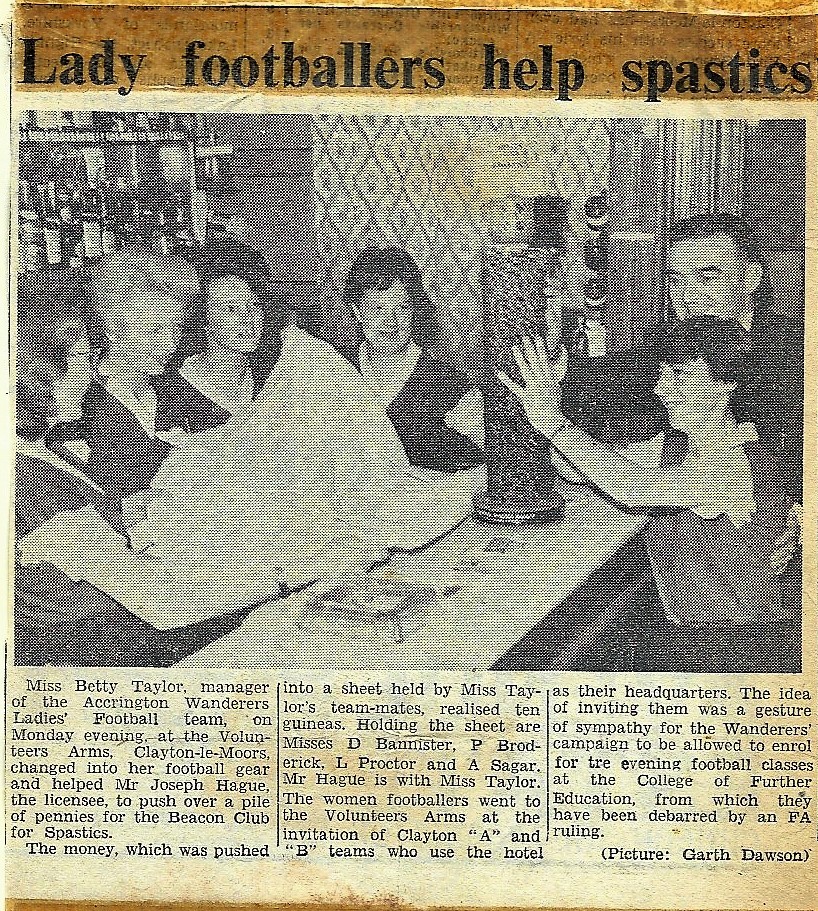 Lady footballers help spastics
Miss Betty Taylor, manager
of the Accrington Wanderers
Ladies' Football team, on
Monday evening, at the Volun-
teers Arms, Clayton-le-Moors,
changed into her football gear
and helped Mr Joseph Hague,
the licensee, to push over a pile
of pennies for the Beacon Club
for Spastics.
The money, which was pushed
into a sheet held by Miss Tay-
lor's team-mates, realised ten
guineas. Holding the sheet are
Misses D Bannister, P Brod-
erick, L Proctor and A Sagar.
Mr Hague is with Miss Taylor.
The women footballers went to
the Volunteers Arms at the
invitation of Clayton "A" and
"B" teams who use the hotel
as their headquarters. The idea
of inviting them was a gesture
of sympathy for the Wanderers'
campaign to be allowed to enrol
for tre evening football classes
at the College of Further
Education, from which they
have been debarred by an FA
ruling.
(Picture: Garth Dawson)